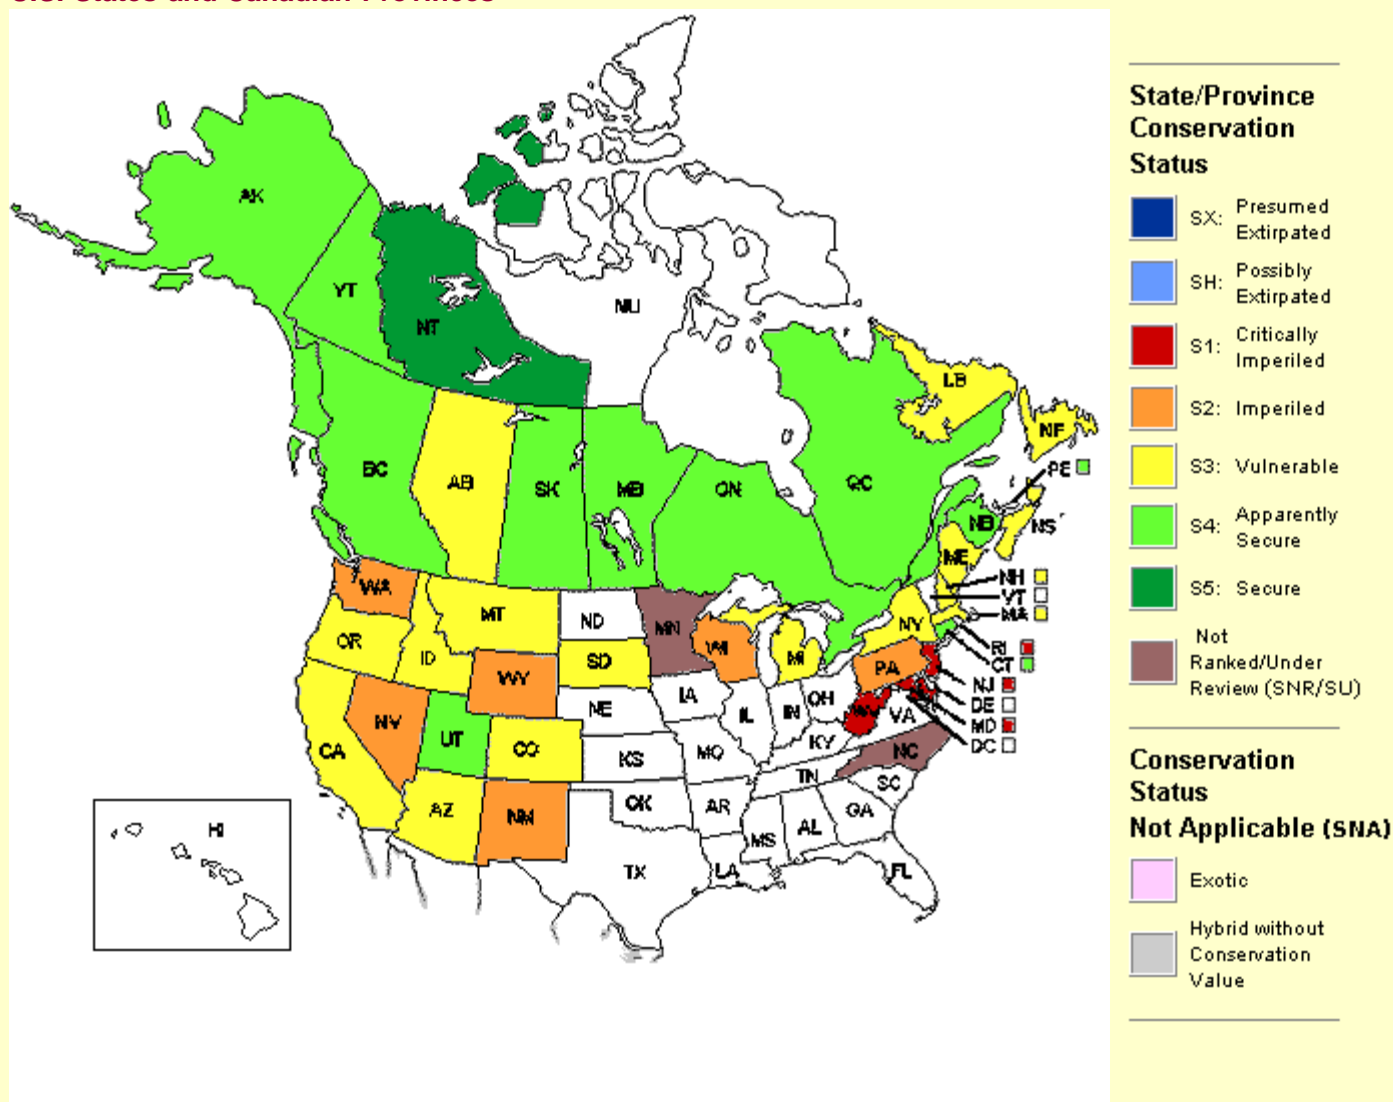 U.S. States and Canadian Provinces
AK
YT
NT
NU
BC
AB
SK
MB
ON
QC
LB
NF
PE
NB
NS
ME
NH
VT
MA
RI
CT
NJ
DE
MD
DC
WA
MT
ND
MN
OR
ID
SD
WI
MI
NY
WY
PA
IA
NE
OH
IL
IN
WV
VA
NV
UT
CO
CA
KS
MO
KY
NC
TN
SC
AZ
NM
OK
AR
GA
MS
AL
TX
LA
FL
HI
State/Province
Conservation
Status
SX: Presumed
Extirpated
SH: Possibly
Extirpated
S1: Critically
Imperiled
S2: Imperiled
S3: Vulnerable
S4: Apparently
Secure
S5: Secure
Not
Ranked/Under
Review (SNR/SU)
Conservation
Status
Not Applicable (SNA)
Exotic
Hybrid without
Conservation
Value